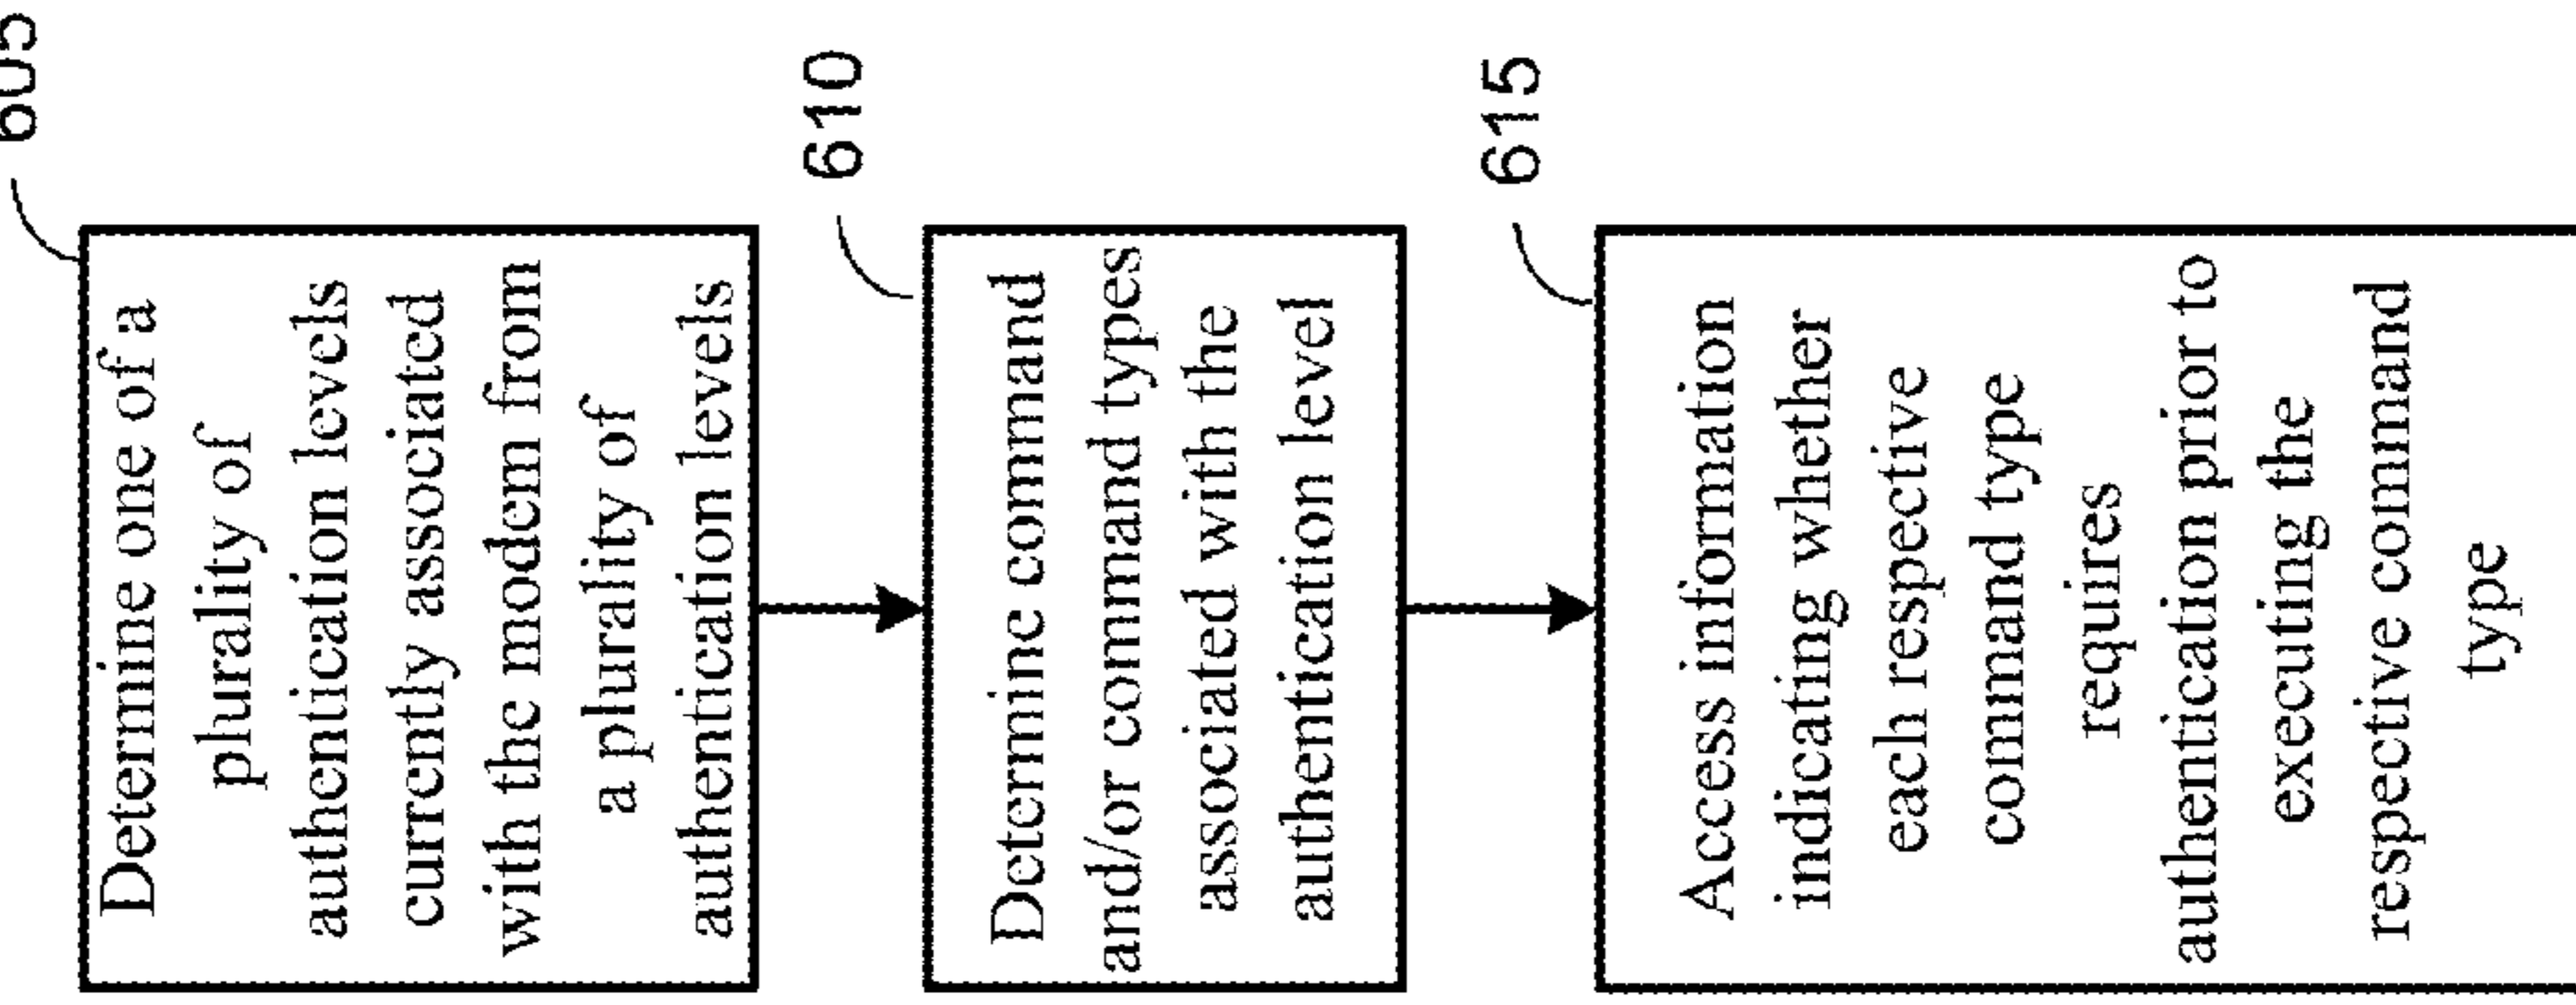 605
Determine one of a
plurality of
authentication levels
currently associated
with the modem from
a plurality of
authentication levels
610
Determine command
and/or command types
associated with the
authentication level
615
Access information
indicating whether
each respective
command type
requires
authentication prior to
executing the
respective command
type